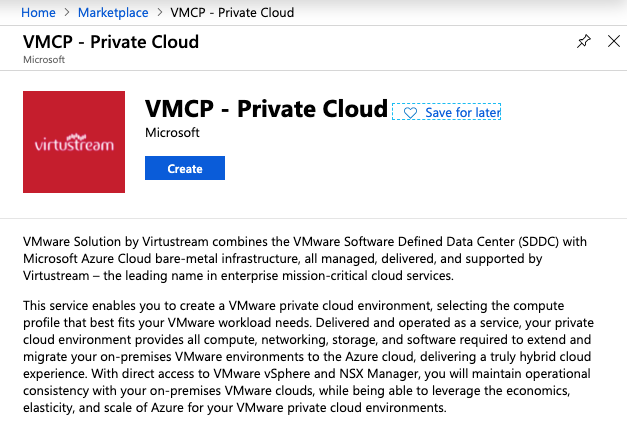 Home > Marketplace > VMCP - Private Cloud
VMCP - Private Cloud
Microsoft
virtustream
VMCP - Private Cloud
Save for later
Microsoft
Create
VMware Solution by Virtustream combines the VMware Software Defined Data Center (SDDC) with
Microsoft Azure Cloud bare-metal infrastructure, all managed, delivered, and supported by
Virtustream – the leading name in enterprise mission-critical cloud services.
This service enables you to create a VMware private cloud environment, selecting the compute
profile that best fits your VMware workload needs. Delivered and operated as a service, your private
cloud environment provides all compute, networking, storage, and software required to extend and
migrate your on-premises VMware environments to the Azure cloud, delivering a truly hybrid cloud
experience. With direct access to VMware vSphere and NSX Manager, you will maintain operational
consistency with your on-premises VMware clouds, while being able to leverage the economics,
elasticity, and scale of Azure for your VMware private cloud environments.